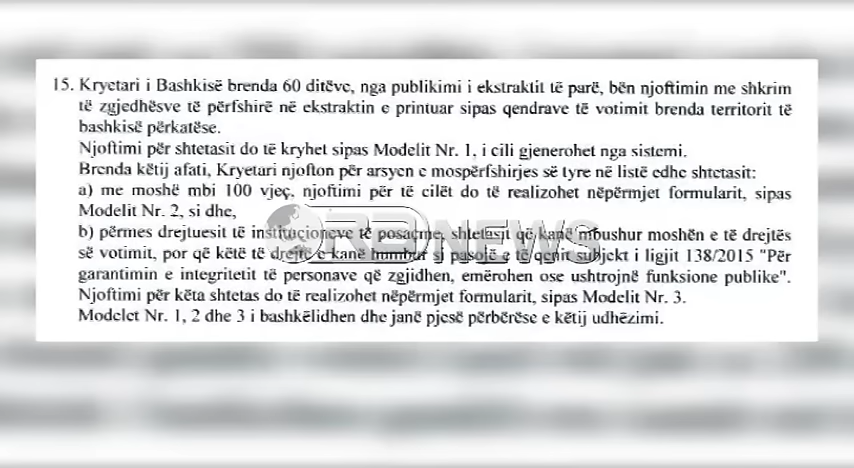 15. Kryetari i Bashkisë brenda 60 ditëve, nga publikimi i ekstraktit të parë, bën njoftimin me shkrim
të zgjedhësve të përfshirë në ekstraktin e printuar sipas qendrave të votimit brenda territorit të
bashkisë përkatëse.
Njoftimi për shtetasit do të kryhet sipas Modelit Nr. 1, i cili gjenerohet nga sistemi.
Brenda këtij afati, Kryetari njofton për arsyen e mospërfshirjes së tyre në listë edhe shtetasit:
a) me moshë mbi 100 vjeç, njoftimi për të cilët do të realizohet nëpërmjet formularit, sipas
Modelit Nr. 2, si dhe,
b) përmes drejtuesit të institucioneve të posaçme, shtetasit që kanë mbushur moshën e të drejtës
së votimit, por që këtë të drejtë e kanë humbur si pasojë e të qenit subjekt i ligjit 138/2015 "Për
garantimin e integritetit të personave që zgjidhen, emërohen ose ushtrojnë funksione publike".
Njoftimi për këta shtetas do të realizohet nëpërmjet formularit, sipas Modelit Nr. 3.
Modelet Nr. 1, 2 dhe 3 i bashkëlidhen dhe janë pjesë përbërëse e këtij udhëzimi.
NEWS